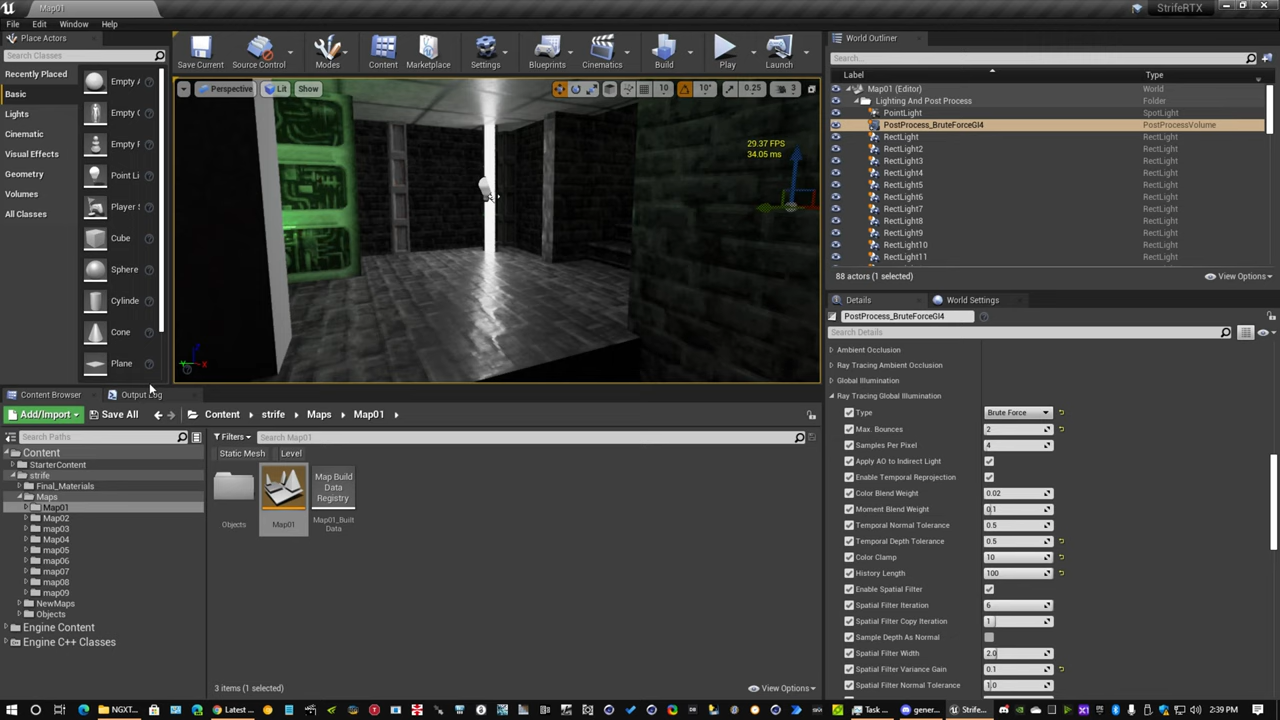 Map01
StrifeRTX
File
Edit
Window
Help
Place Actors
Search Classes
Recently Placed
Basic
Lights
Cinematic
Visual Effects
Geometry
Volumes
All Classes
Empty A
Empty C
Empty P
Point Li
Player S
Cube
Sphere
Cylinde
Cone
Plane
Save Current
Source Control
Modes
Content
Marketplace
Settings
Blueprints
Cinematics
Build
Play
Launch
Perspective
Lit
Show
10
10°
0.25
3
29.37 FPS
34.05 ms
World Outliner
Search...
Label
Type
Map01 (Editor)
World
Lighting And Post Process
Folder
PointLight
SpotLight
PostProcess_BruteForceGI4
PostProcessVolume
RectLight
RectLight
RectLight2
RectLight
RectLight3
RectLight
RectLight4
RectLight
RectLight5
RectLight
RectLight6
RectLight
RectLight7
RectLight
RectLight8
RectLight
RectLight9
RectLight
RectLight10
RectLight
RectLight11
RectLight
88 actors (1 selected)
View Options
Details
World Settings
PostProcess_BruteForceGI4
Search Details
Ambient Occlusion
Ray Tracing Ambient Occlusion
Global Illumination
Ray Tracing Global Illumination
Type
Brute Force
Max. Bounces
2
Samples Per Pixel
4
Apply AO to Indirect Light
Enable Temporal Reprojection
Color Blend Weight
0.02
Moment Blend Weight
0.1
Temporal Normal Tolerance
0.5
Temporal Depth Tolerance
0.5
Color Clamp
10
History Length
100
Enable Spatial Filter
Spatial Filter Iteration
6
Spatial Filter Copy Iteration
1
Sample Depth As Normal
Spatial Filter Width
2.0
Spatial Filter Variance Gain
0.1
Spatial Filter Normal Tolerance
1.0
Content Browser
Output Log
Add/Import
Save All
Content
strife
Maps
Map01
Search Paths
Filters
Search Map01
Static Mesh
Level
Content
StarterContent
strife
Final_Materials
Maps
Map01
Map02
map03
Map04
map05
map06
map07
map08
map09
NewMaps
Objects
Engine Content
Engine C++ Classes
Objects
Map01
Map Build
Data
Registry
Map01_Built
Data
3 items (1 selected)
View Options
NGXT...
Latest ...
Task ...
gener...
Strife...
2:39 PM